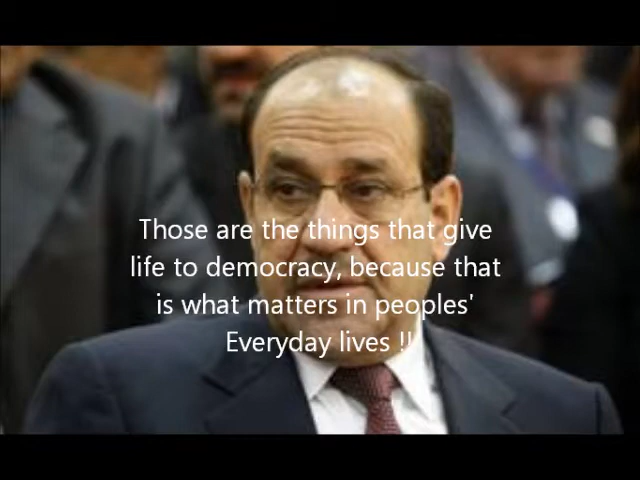 Those are the things that give
life to democracy, because that
is what matters in peoples'
Everyday lives !!